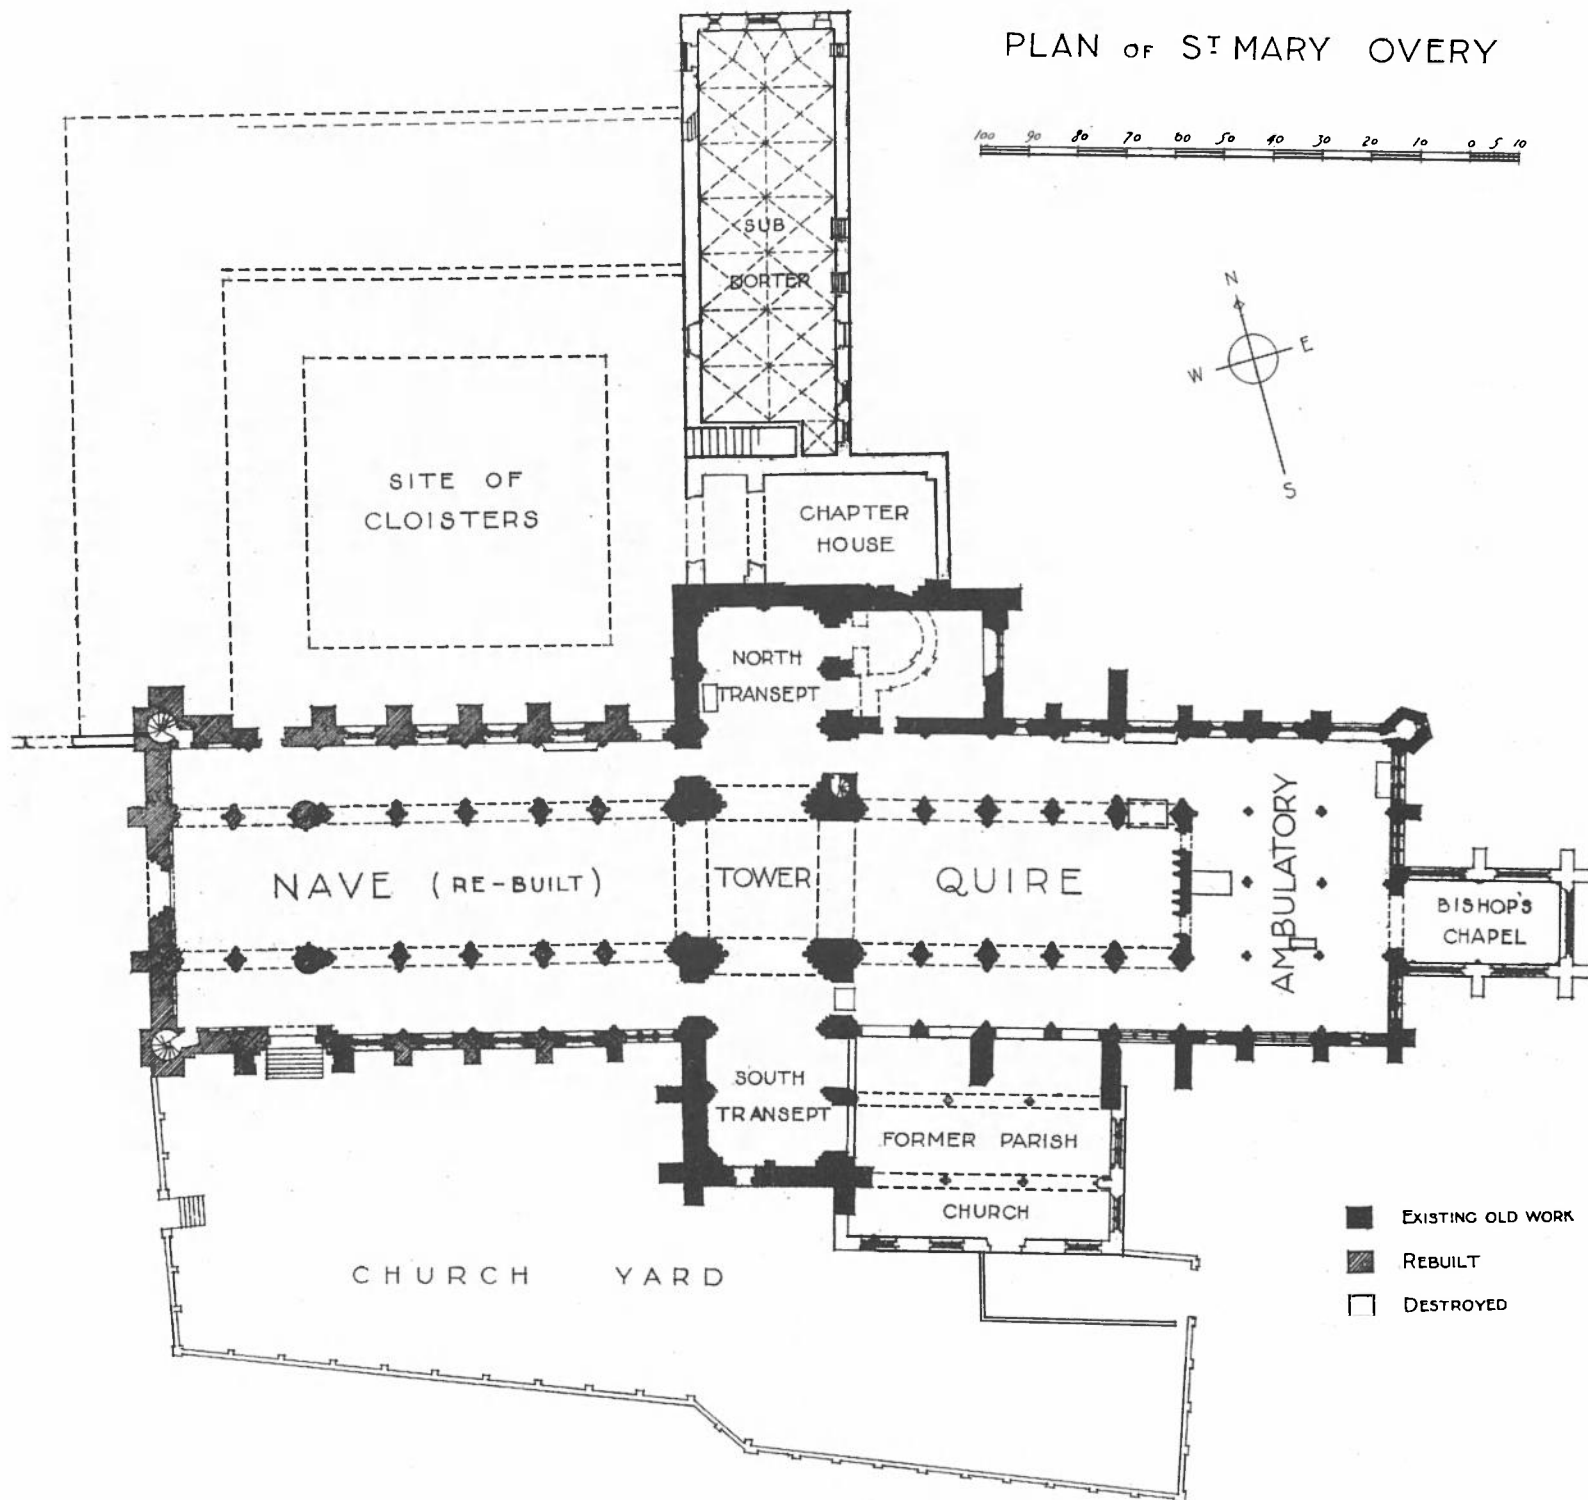 PLAN OF ST MARY OVERY
100 90 80 70 60 50 40 30 20 10 0 5 10
N
E
W
S
SUB
DORTER
SITE OF
CLOISTERS
CHAPTER
HOUSE
NORTH
TRANSEPT
NAVE (RE-BUILT)
TOWER
QUIRE
AMBULATORY
BISHOP'S
CHAPEL
SOUTH
TRANSEPT
FORMER PARISH
CHURCH
CHURCH YARD
EXISTING OLD WORK
REBUILT
DESTROYED